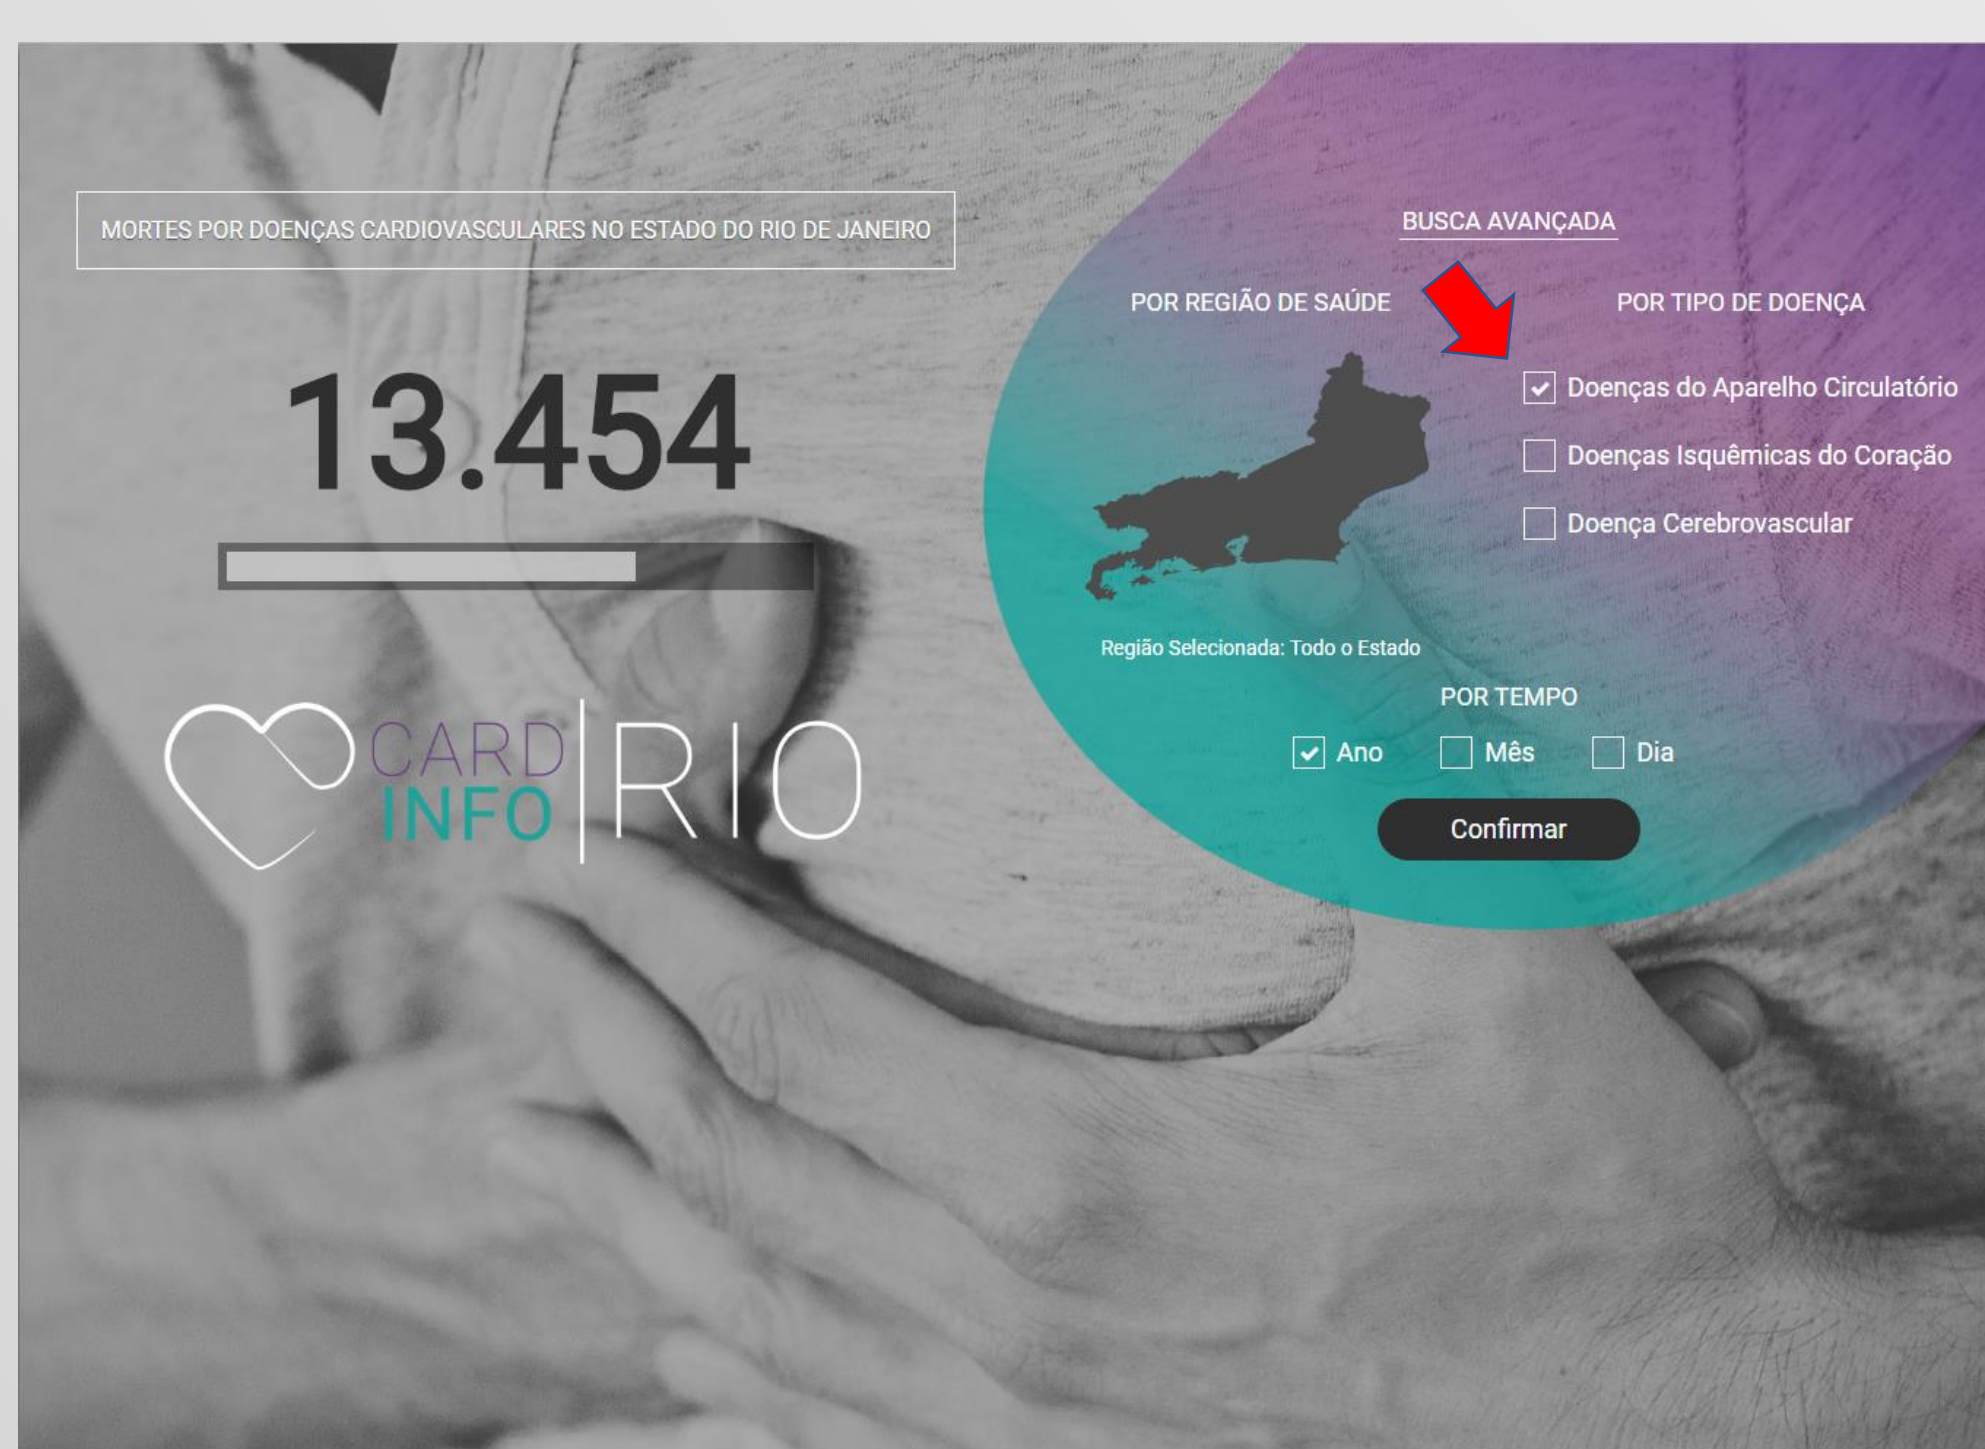 MORTES POR DOENÇAS CARDIOVASCULARES NO ESTADO DO RIO DE JANEIRO
13.454
CARD
INFO
RIO
BUSCA AVANÇADA
POR REGIÃO DE SAÚDE
POR TIPO DE DOENÇA
Doenças do Aparelho Circulatório
Doenças Isquêmicas do Coração
Doença Cerebrovascular
Região Selecionada: Todo o Estado
POR TEMPO
Ano Mês Dia
Confirmar